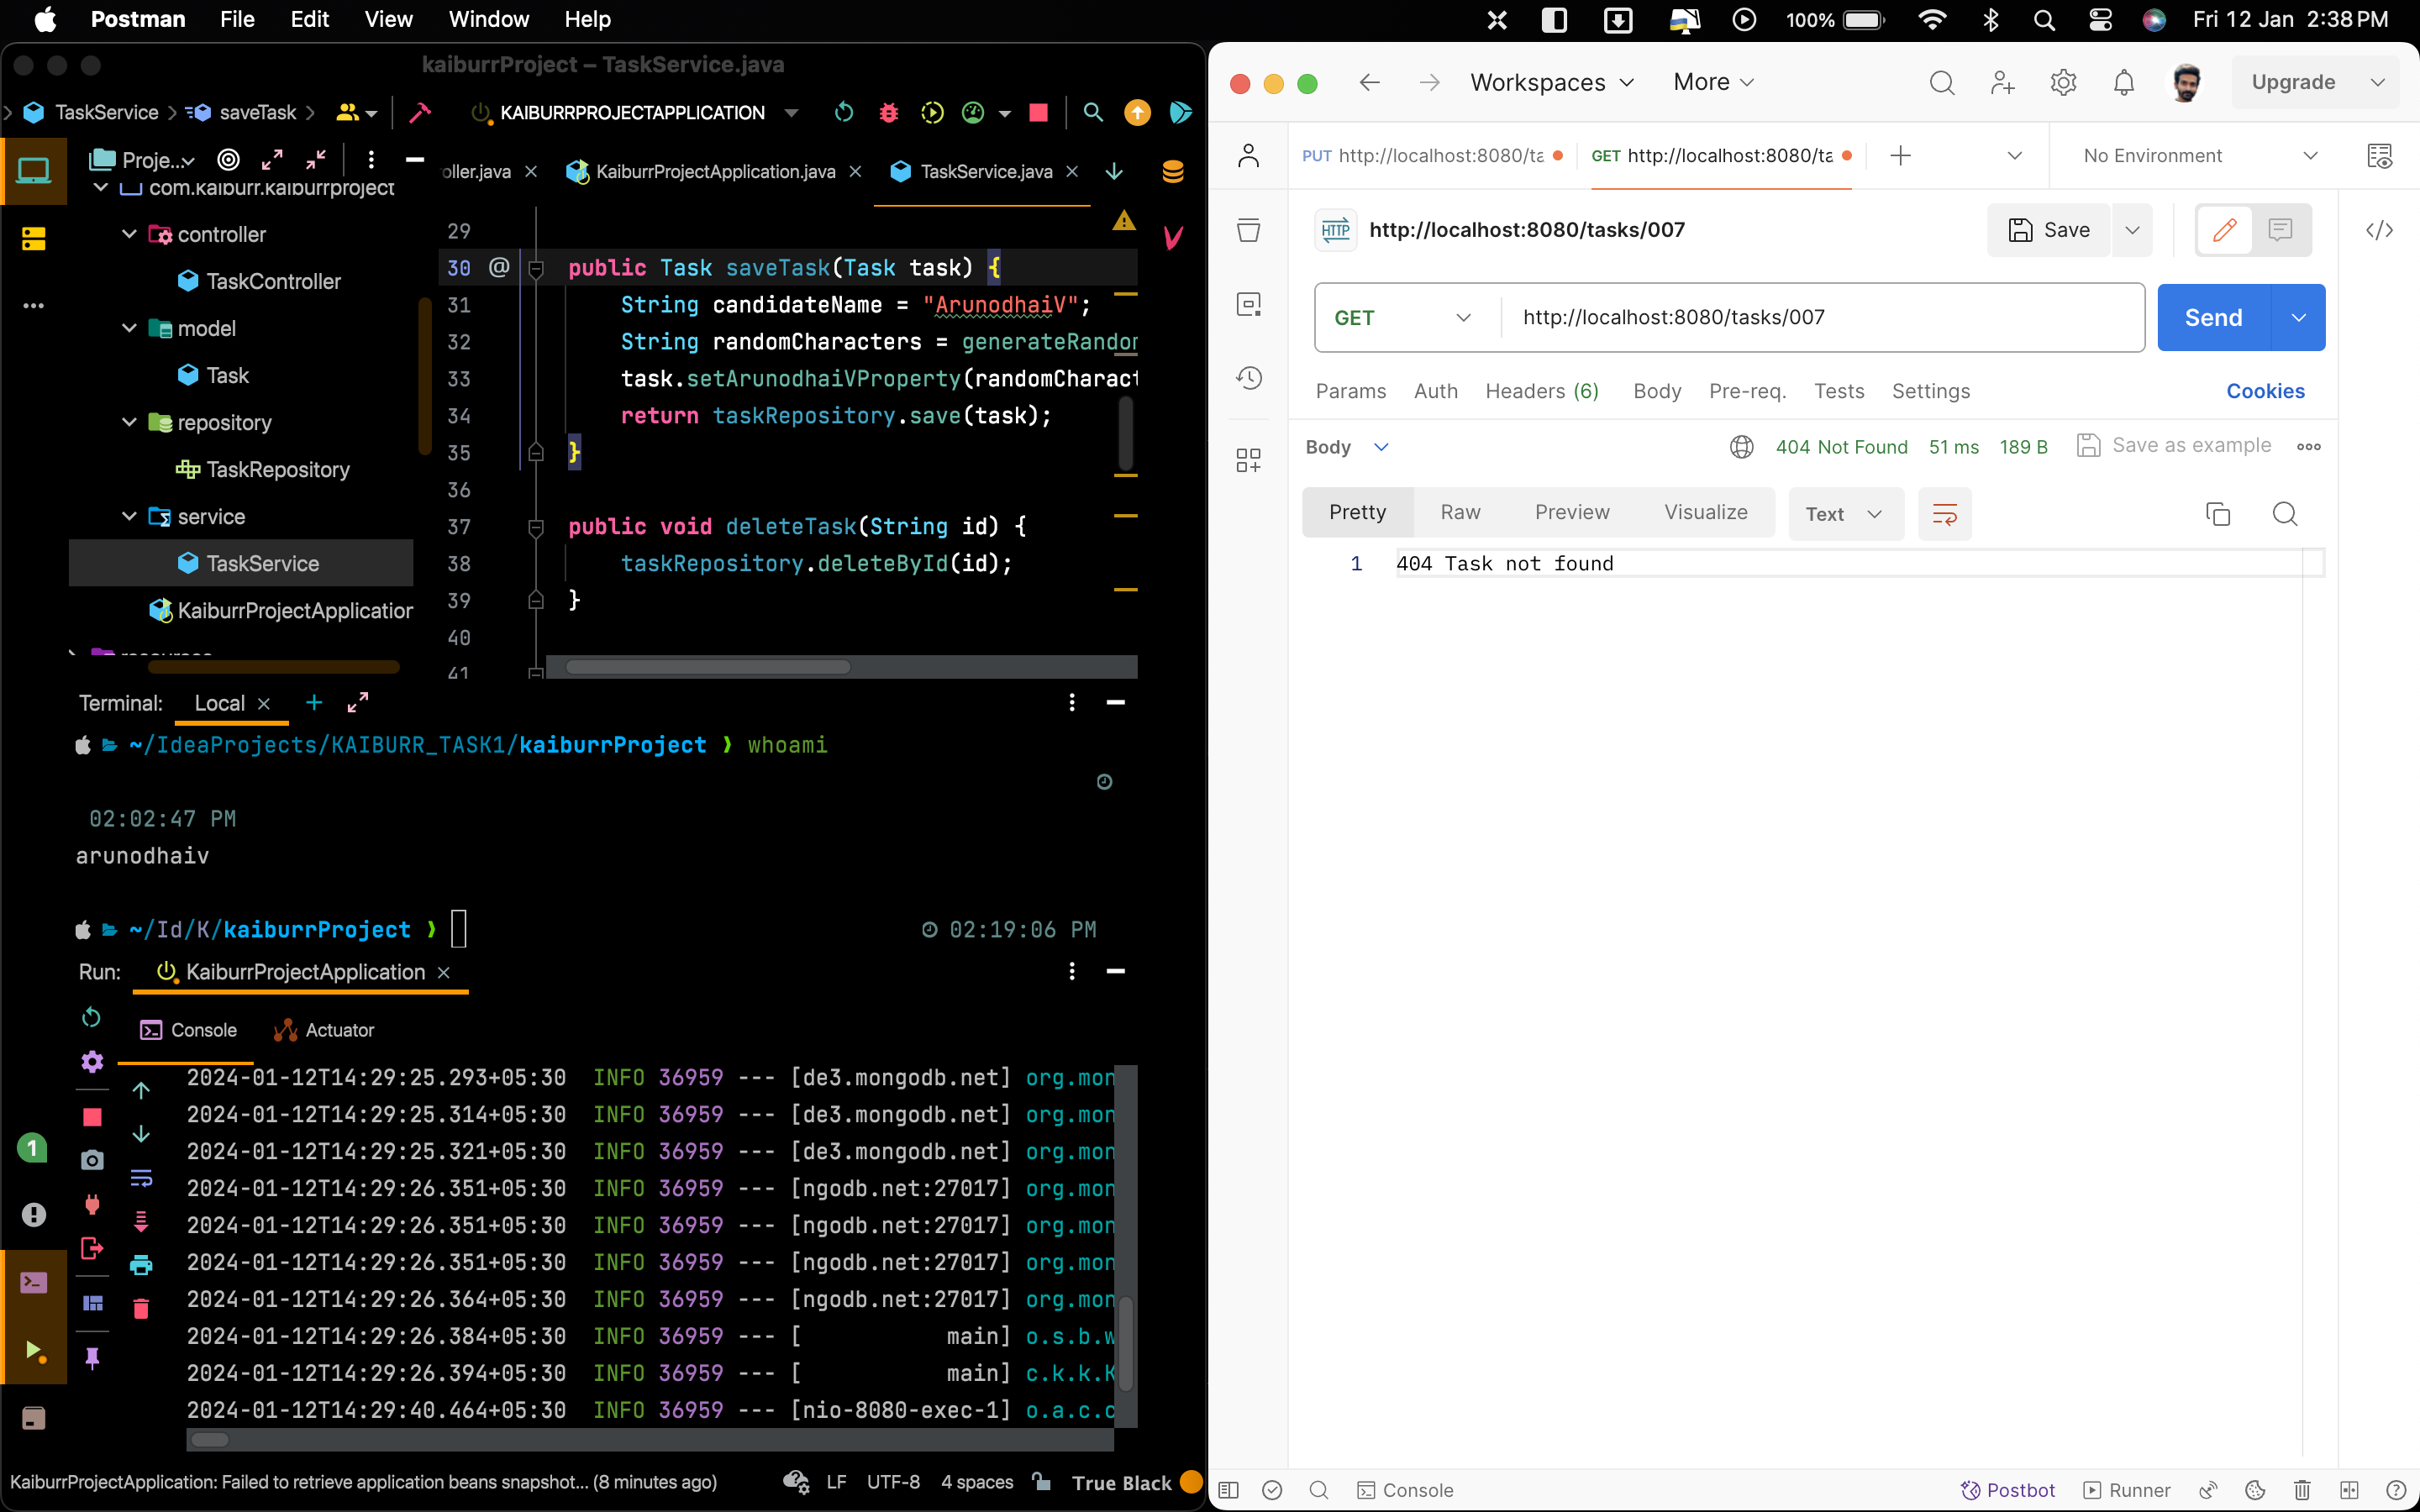 Postman File Edit View Window Help 100% Fri 12 Jan 2:38 PM
kaiburrProject – TaskService.java
TaskService saveTask KAIBURRPROJECTAPPLICATION
Proje... oller.java KaiburrProjectApplication.java TaskService.java
com.kaiburr.kaiburrproject
controller
TaskController
model
Task
repository
TaskRepository
service
TaskService
KaiburrProjectApplication
resources
29
30 @ public Task saveTask(Task task) {
31 String candidateName = "ArunodhaiV";
32 String randomCharacters = generateRandom
33 task.setArunodhaiVProperty(randomCharact
34 return taskRepository.save(task);
35 }
36
37 public void deleteTask(String id) {
38 taskRepository.deleteById(id);
39 }
40
41
Terminal: Local
~/IdeaProjects/KAIBURR_TASK1/kaiburrProject ❯ whoami
02:02:47 PM
arunodhaiv
~/Id/K/kaiburrProject ❯ 02:19:06 PM
Run: KaiburrProjectApplication
Console Actuator
2024-01-12T14:29:25.293+05:30 INFO 36959 --- [de3.mongodb.net] org.mon
2024-01-12T14:29:25.314+05:30 INFO 36959 --- [de3.mongodb.net] org.mon
2024-01-12T14:29:25.321+05:30 INFO 36959 --- [de3.mongodb.net] org.mon
2024-01-12T14:29:26.351+05:30 INFO 36959 --- [ngodb.net:27017] org.mon
2024-01-12T14:29:26.351+05:30 INFO 36959 --- [ngodb.net:27017] org.mon
2024-01-12T14:29:26.351+05:30 INFO 36959 --- [ngodb.net:27017] org.mon
2024-01-12T14:29:26.364+05:30 INFO 36959 --- [ngodb.net:27017] org.mon
2024-01-12T14:29:26.384+05:30 INFO 36959 --- [ main] o.s.b.w
2024-01-12T14:29:26.394+05:30 INFO 36959 --- [ main] c.k.k.K
2024-01-12T14:29:40.464+05:30 INFO 36959 --- [nio-8080-exec-1] o.a.c.c
1
KaiburrProjectApplication: Failed to retrieve application beans snapshot... (8 minutes ago) LF UTF-8 4 spaces True Black
Workspaces More Upgrade
PUT http://localhost:8080/ta GET http://localhost:8080/ta No Environment
HTTP http://localhost:8080/tasks/007 Save
GET http://localhost:8080/tasks/007 Send
Params Auth Headers (6) Body Pre-req. Tests Settings Cookies
Body 404 Not Found 51 ms 189 B Save as example
Pretty Raw Preview Visualize Text
1 404 Task not found
Console Postbot Runner